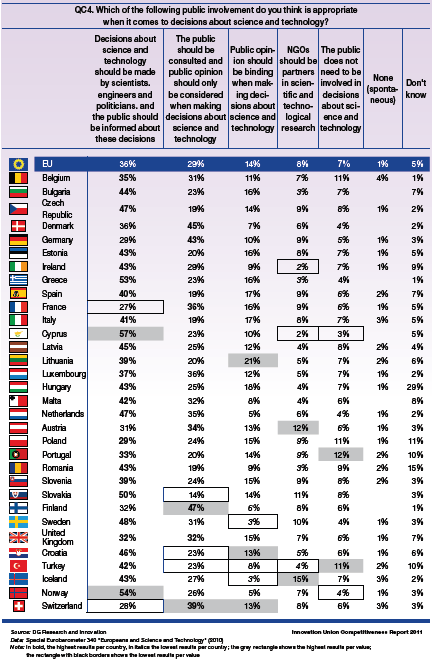 QC4. Which of the following public involvement do you think is appropriate
when it comes to decisions about science and technology?
Decisions about science and technology should be made by scientists, engineers and politicians. and the public should be informed about these decisions
The public should be consulted and public opinion should only be considered when making decisions about science and technology
Public opin- ion should be binding when mak- ing deci- sions about science and technology
NGOs should be partners in scien- tific and techno- logical research
The public does not need to be involved in decisions about sci- ence and technology
None (sponta- neous)
Don't know
EU 36% 29% 14% 8% 7% 1% 5%
Belgium 35% 31% 11% 7% 11% 4% 1%
Bulgaria 44% 23% 16% 3% 7% 7%
Czech Republic 47% 19% 14% 9% 8% 1% 2%
Denmark 36% 45% 7% 6% 4% 2%
Germany 29% 43% 10% 9% 5% 1% 3%
Estonia 43% 20% 16% 8% 7% 1% 5%
Ireland 43% 29% 9% 2% 7% 1% 9%
Greece 53% 23% 16% 3% 4% 1%
Spain 40% 19% 17% 9% 6% 2% 7%
France 27% 36% 16% 9% 6% 1% 5%
Italy 41% 19% 17% 8% 7% 3% 5%
Cyprus 57% 23% 10% 2% 3% 5%
Latvia 45% 25% 12% 4% 8% 2% 4%
Lithuania 39% 20% 21% 5% 7% 2% 6%
Luxembourg 37% 36% 12% 5% 7% 1% 2%
Hungary 43% 25% 18% 4% 7% 1% 29%
Malta 42% 32% 8% 4% 6% 8%
Netherlands 47% 35% 5% 6% 4% 1% 2%
Austria 31% 34% 13% 12% 6% 1% 3%
Poland 29% 24% 15% 9% 11% 1% 11%
Portugal 33% 20% 14% 9% 12% 2% 10%
Romania 43% 19% 9% 3% 9% 2% 15%
Slovenia 39% 24% 15% 9% 8% 2% 3%
Slovakia 50% 14% 14% 11% 8% 3%
Finland 32% 47% 6% 8% 6% 1%
Sweden 48% 31% 3% 10% 4% 1% 3%
United Kingdom 32% 32% 15% 7% 6% 1% 7%
Croatia 46% 23% 13% 5% 6% 1% 6%
Turkey 42% 23% 8% 4% 11% 2% 10%
Iceland 43% 27% 3% 15% 7% 3% 2%
Norway 54% 26% 5% 7% 4% 1% 3%
Switzerland 28% 39% 13% 8% 6% 3% 3%
Source: DG Research and Innovation Innovation Union Competitiveness Report 2011
Data: Special Eurobarometer 340 "Europeans and Science and Technology" (2010)
Note: In bold, the highest results per country, in italics the lowest results per country; the grey rectangle shows the highest results per value;
the rectangle with black borders shows the lowest results per value